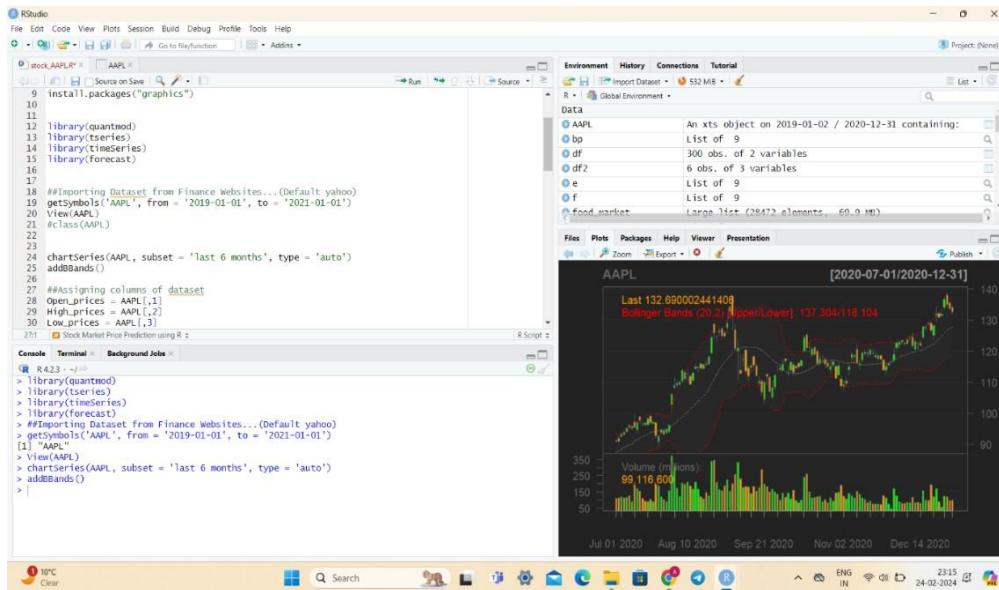 RStudio
File Edit Code View Plots Session Build Debug Profile Tools Help
Go to file/function Addins
Project: (None)
stock_AAPL.R* AAPL
Source on Save Run Source
9 install.packages("graphics")
10
11
12 library(quantmod)
13 library(tseries)
14 library(timeSeries)
15 library(forecast)
16
17
18 ##Importing Dataset from Finance Websites...(Default yahoo)
19 getSymbols('AAPL', from = '2019-01-01', to = '2021-01-01')
20 View(AAPL)
21 #class(AAPL)
22
23
24 chartSeries(AAPL, subset = 'last 6 months', type = 'auto')
25 addBBands()
26
27 ##Assigning columns of dataset
28 Open_prices = AAPL[,1]
29 High_prices = AAPL[,2]
30 Low_prices = AAPL[,3]
27:1 Stock Market Price Prediction using R R Script
Console Terminal Background Jobs
R 4.2.3 · ~/
> library(quantmod)
> library(tseries)
> library(timeSeries)
> library(forecast)
> ##Importing Dataset from Finance Websites...(Default yahoo)
> getSymbols('AAPL', from = '2019-01-01', to = '2021-01-01')
[1] "AAPL"
> View(AAPL)
> chartSeries(AAPL, subset = 'last 6 months', type = 'auto')
> addBBands()
>
Environment History Connections Tutorial
Import Dataset 532 MiB List
R Global Environment
Data
AAPL An xts object on 2019-01-02 / 2020-12-31 containing:
bp List of 9
df 300 obs. of 2 variables
df2 6 obs. of 3 variables
e List of 9
f List of 9
food_market Large list (28472 elements, 69.9 MB)
Files Plots Packages Help Viewer Presentation
Zoom Export Publish
AAPL [2020-07-01/2020-12-31]
Last 132.690002441406
Bollinger Bands (20,2) [Upper/Lower]: 137.304/116.104
140
130
120
110
100
90
Volume (millions):
99,116,600
350
250
150
50
Jul 01 2020 Aug 10 2020 Sep 21 2020 Nov 02 2020 Dec 14 2020
10°C
Clear
Search
ENG
IN
23:15
24-02-2024